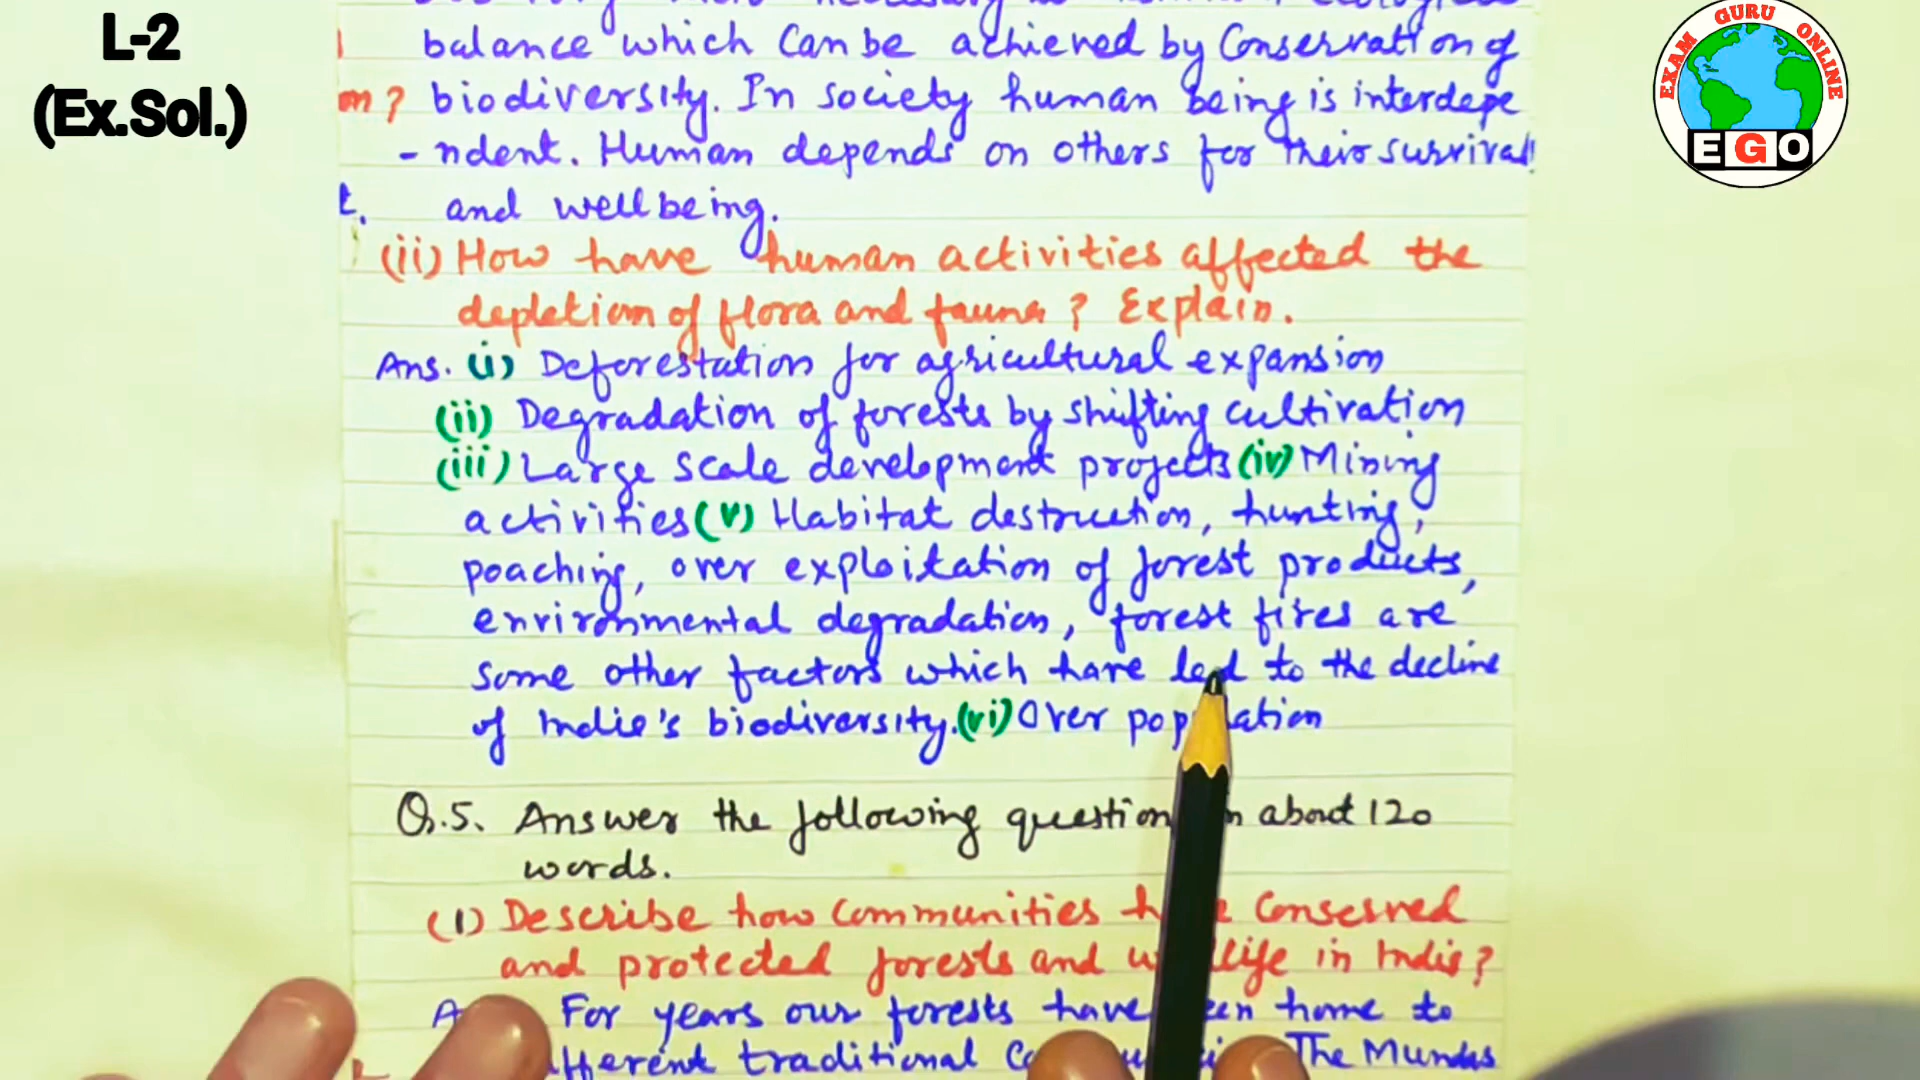 L-2
(Ex.Sol.)
EXAM GURU ONLINE
EGO
balance which Can be achieved by Conservation of
m? biodiversity. In society human being is interdepe
- ndent. Human depends on others for their survival
t. and wellbeing.
(ii) How have human activities affected the
depletion of flora and fauna? Explain.
Ans. (i) Deforestation for agricultural expansion
(ii) Degradation of forests by shifting cultivation
(iii) Large scale development projects (iv) Mining
activities (v) Habitat destruction, hunting,
poaching, over exploitation of forest products,
environmental degradation, forest fires are
some other factors which have led to the decline
of India's biodiversity. (vi) Over population
Q.5. Answer the following question in about 120
words.
(1) Describe how Communities have Conserved
and protected forests and wildlife in India?
For years our forests have been home to
traditional The Mundas